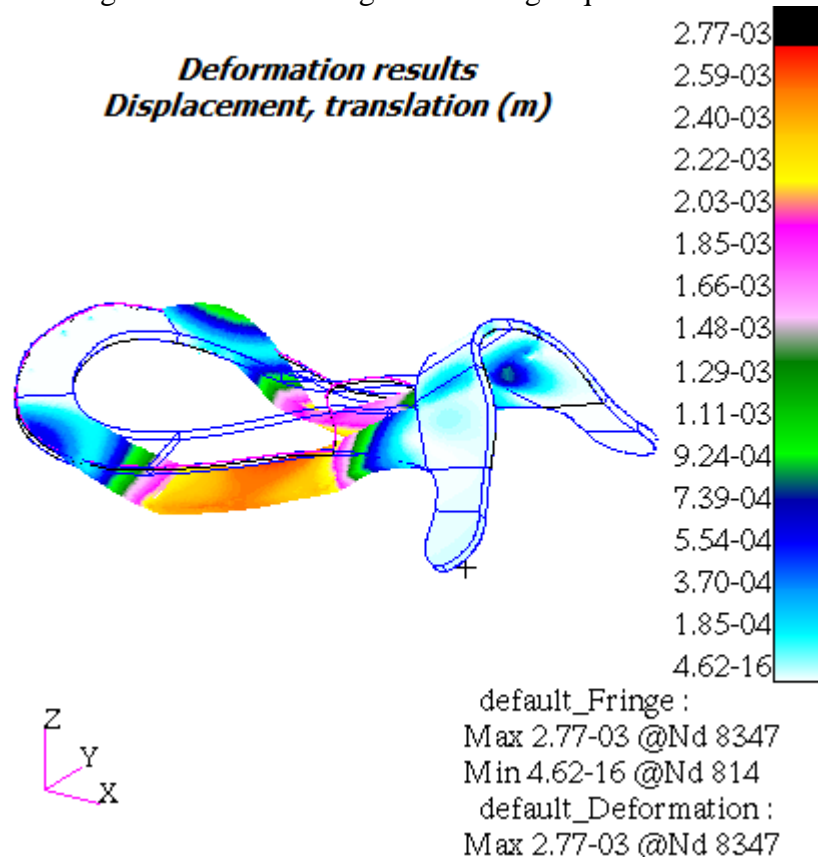 Deformation results
Displacement, translation (m)
2.77-03
2.59-03
2.40-03
2.22-03
2.03-03
1.85-03
1.66-03
1.48-03
1.29-03
1.11-03
9.24-04
7.39-04
5.54-04
3.70-04
1.85-04
4.62-16
default_Fringe :
Max 2.77-03 @Nd 8347
Min 4.62-16 @Nd 814
default_Deformation :
Max 2.77-03 @Nd 8347
Z
Y
X